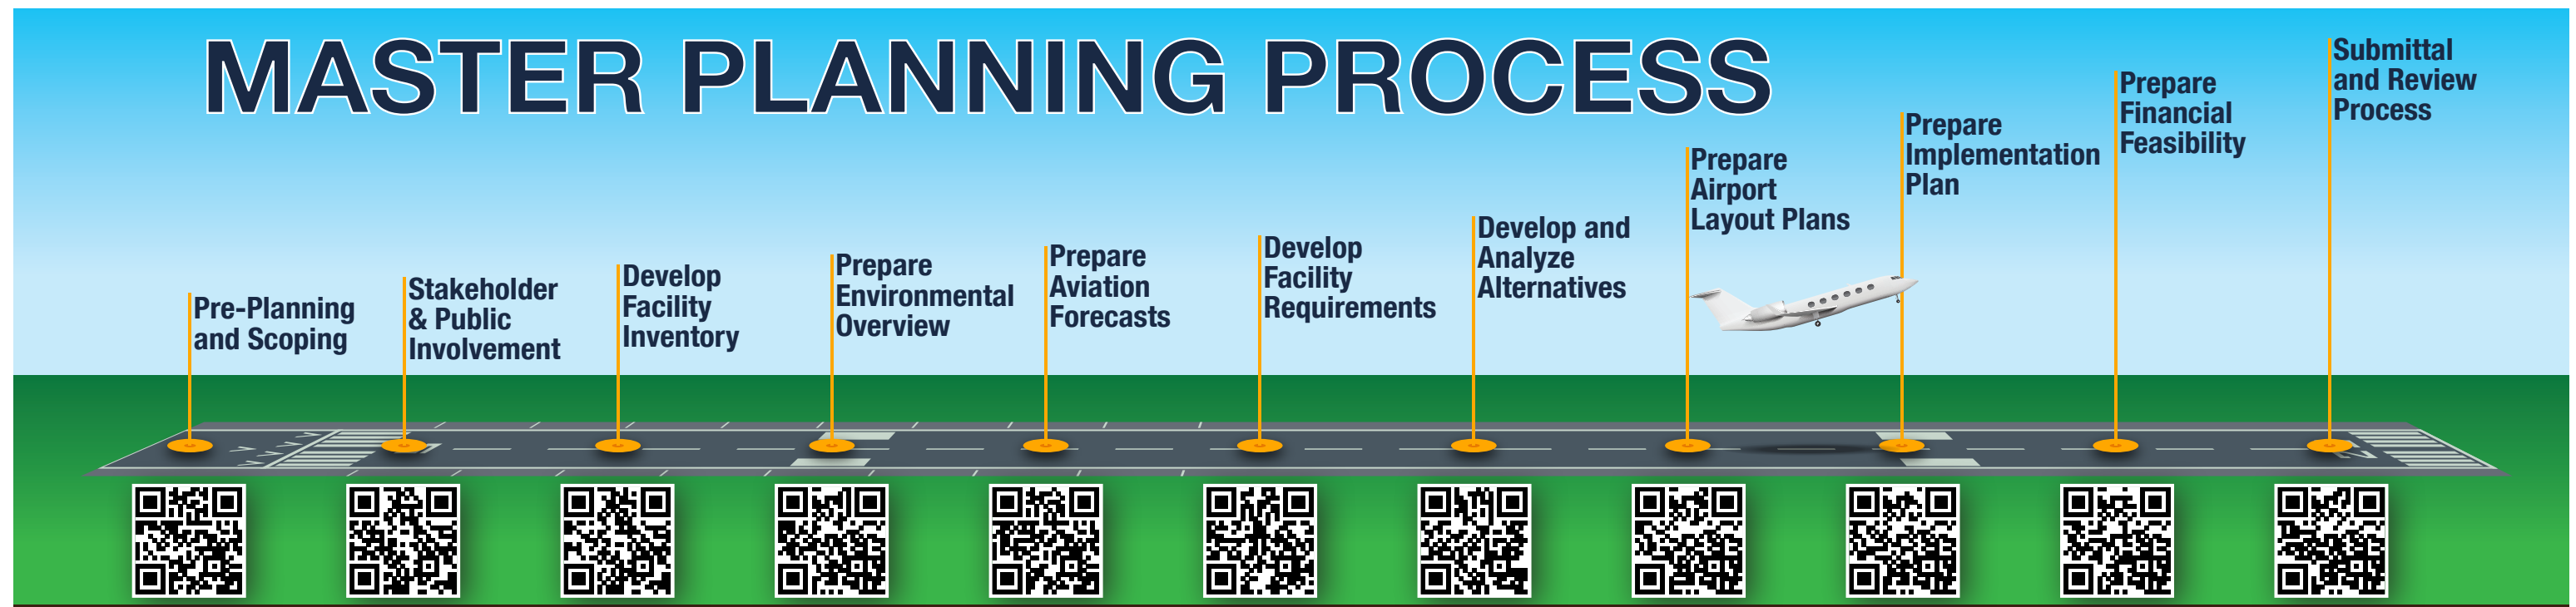 MASTER PLANNING PROCESS
Pre-Planning
and Scoping
Stakeholder
& Public
Involvement
Develop
Facility
Inventory
Prepare
Environmental
Overview
Prepare
Aviation
Forecasts
Develop
Facility
Requirements
Develop and
Analyze
Alternatives
Prepare
Airport
Layout Plans
Prepare
Implementation
Plan
Prepare
Financial
Feasibility
Submittal
and Review
Process